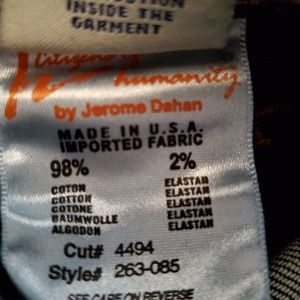 INSIDE THE
GARMENT
Citizens of
humanity
by Jerome Dahan
MADE IN U.S.A.
IMPORTED FABRIC
98% 2%
COTON ELASTAN
COTTON ELASTAN
COTONE ELASTAN
BAUMWOLLE ELASTAN
ALGODON ELASTAN
Cut# 4494
Style# 263-085
SEE CARE ON REVERSE